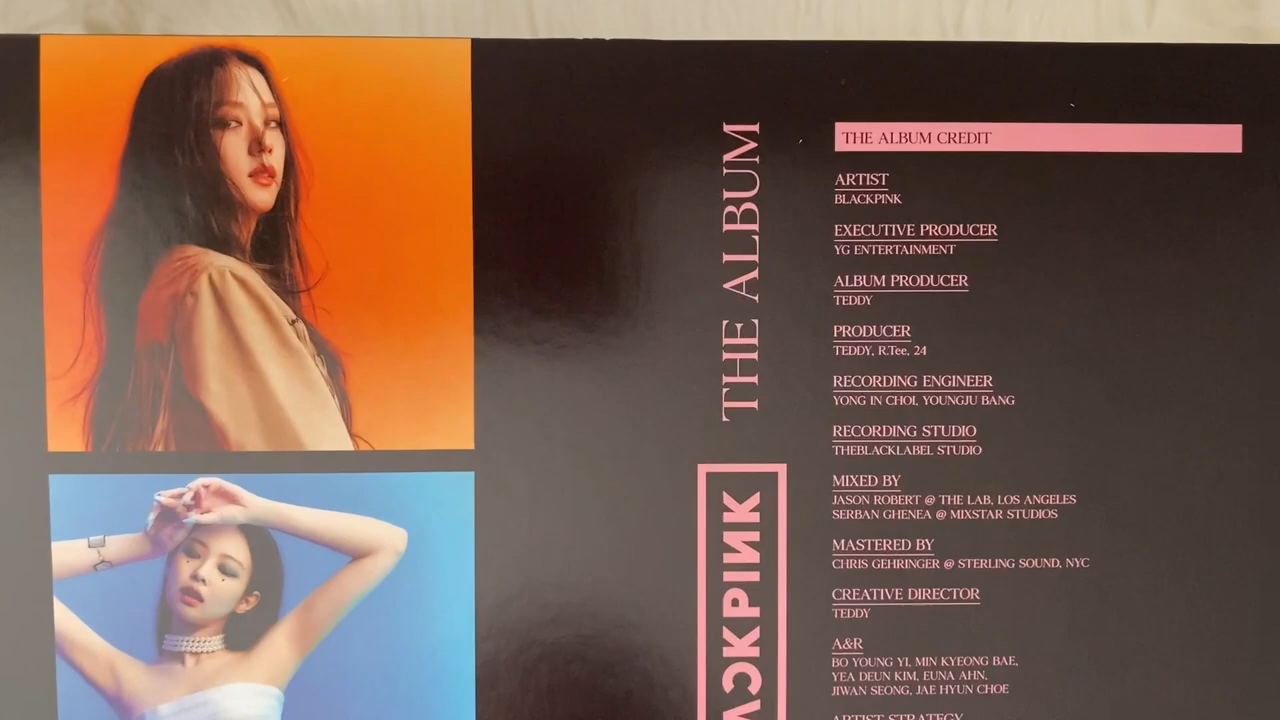 THE ALBUM
THE ALBUM CREDIT
ARTIST
BLACKPINK
EXECUTIVE PRODUCER
YG ENTERTAINMENT
ALBUM PRODUCER
TEDDY
PRODUCER
TEDDY, R.Tee, 24
RECORDING ENGINEER
YONG IN CHOI, YOUNGJU BANG
RECORDING STUDIO
THEBLACKLABEL STUDIO
MIXED BY
JASON ROBERT @ THE LAB, LOS ANGELES
SERBAN GHENEA @ MIXSTAR STUDIOS
MASTERED BY
CHRIS GEHRINGER @ STERLING SOUND, NYC
CREATIVE DIRECTOR
TEDDY
A&R
BO YOUNG YI, MIN KYEONG BAE,
YEA DEUN KIM, EUNA AHN,
JIWAN SEONG, JAE HYUN CHOE
ARTIST STRATEGY